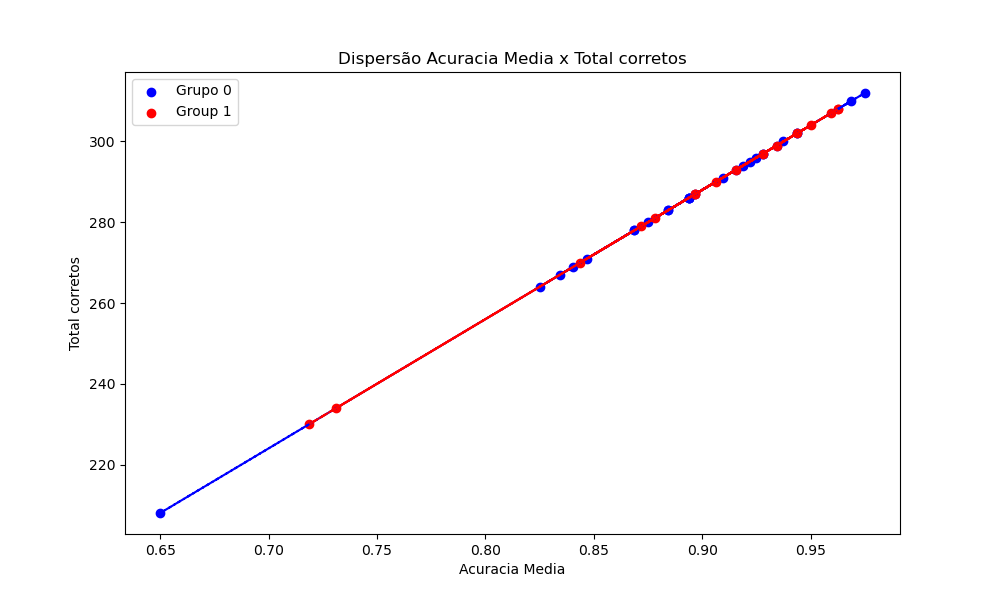 Dispersão Acuracia Media x Total corretos
Grupo 0
Group 1
Total corretos
300
280
260
240
220
0.65 0.70 0.75 0.80 0.85 0.90 0.95
Acuracia Media